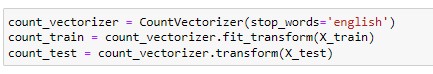 count_vectorizer = CountVectorizer(stop_words='english')
count_train = count_vectorizer.fit_transform(X_train)
count_test = count_vectorizer.transform(X_test)